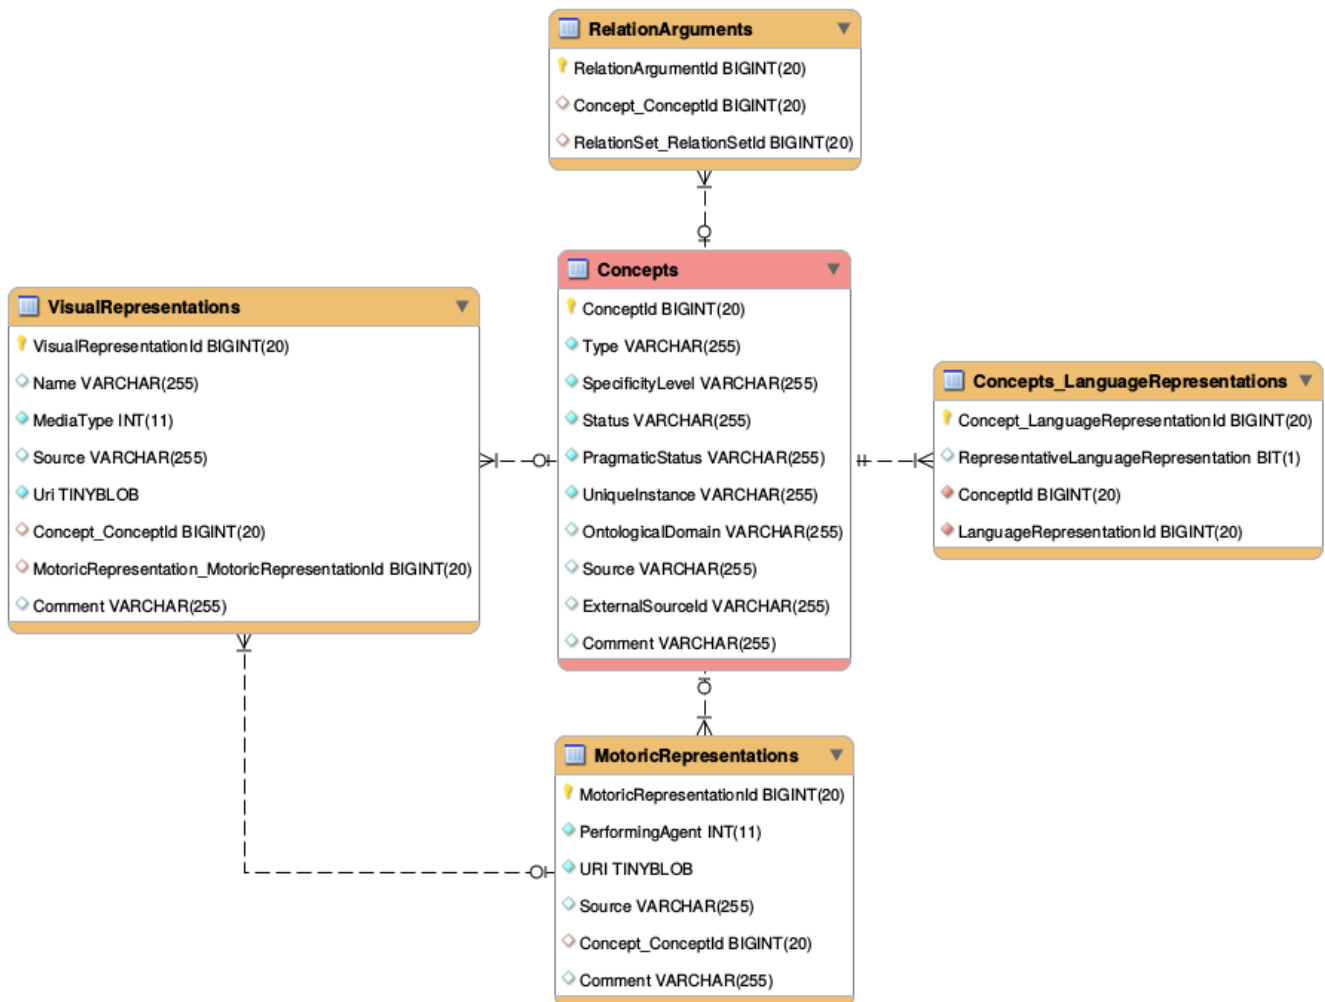 RelationArguments
RelationArgumentId BIGINT(20)
Concept_ConceptId BIGINT(20)
RelationSet_RelationSetId BIGINT(20)
Concepts
ConceptId BIGINT(20)
Type VARCHAR(255)
SpecificityLevel VARCHAR(255)
Status VARCHAR(255)
PragmaticStatus VARCHAR(255)
UniqueInstance VARCHAR(255)
OntologicalDomain VARCHAR(255)
Source VARCHAR(255)
ExternalSourceId VARCHAR(255)
Comment VARCHAR(255)
VisualRepresentations
VisualRepresentationId BIGINT(20)
Name VARCHAR(255)
MediaType INT(11)
Source VARCHAR(255)
Uri TINYBLOB
Concept_ConceptId BIGINT(20)
MotoricRepresentation_MotoricRepresentationId BIGINT(20)
Comment VARCHAR(255)
Concepts_LanguageRepresentations
Concept_LanguageRepresentationId BIGINT(20)
RepresentativeLanguageRepresentation BIT(1)
ConceptId BIGINT(20)
LanguageRepresentationId BIGINT(20)
MotoricRepresentations
MotoricRepresentationId BIGINT(20)
PerformingAgent INT(11)
URI TINYBLOB
Source VARCHAR(255)
Concept_ConceptId BIGINT(20)
Comment VARCHAR(255)